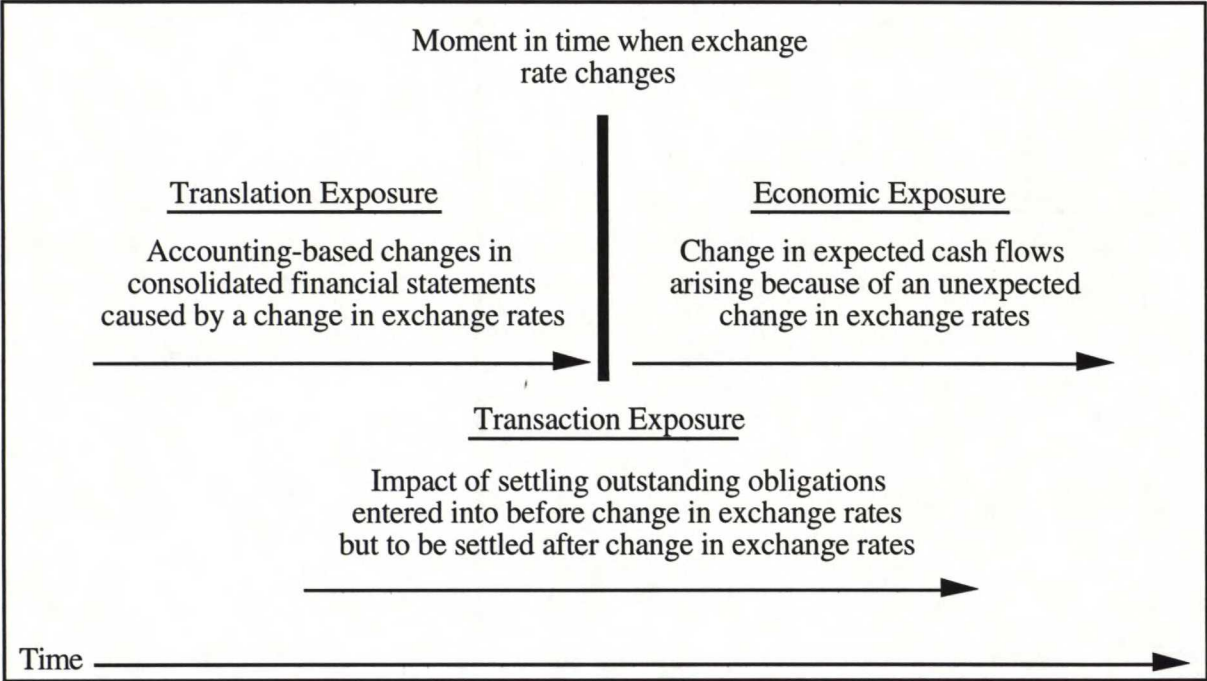 Moment in time when exchange
rate changes
Translation Exposure
Accounting-based changes in
consolidated financial statements
caused by a change in exchange rates
Economic Exposure
Change in expected cash flows
arising because of an unexpected
change in exchange rates
Transaction Exposure
Impact of settling outstanding obligations
entered into before change in exchange rates
but to be settled after change in exchange rates
Time